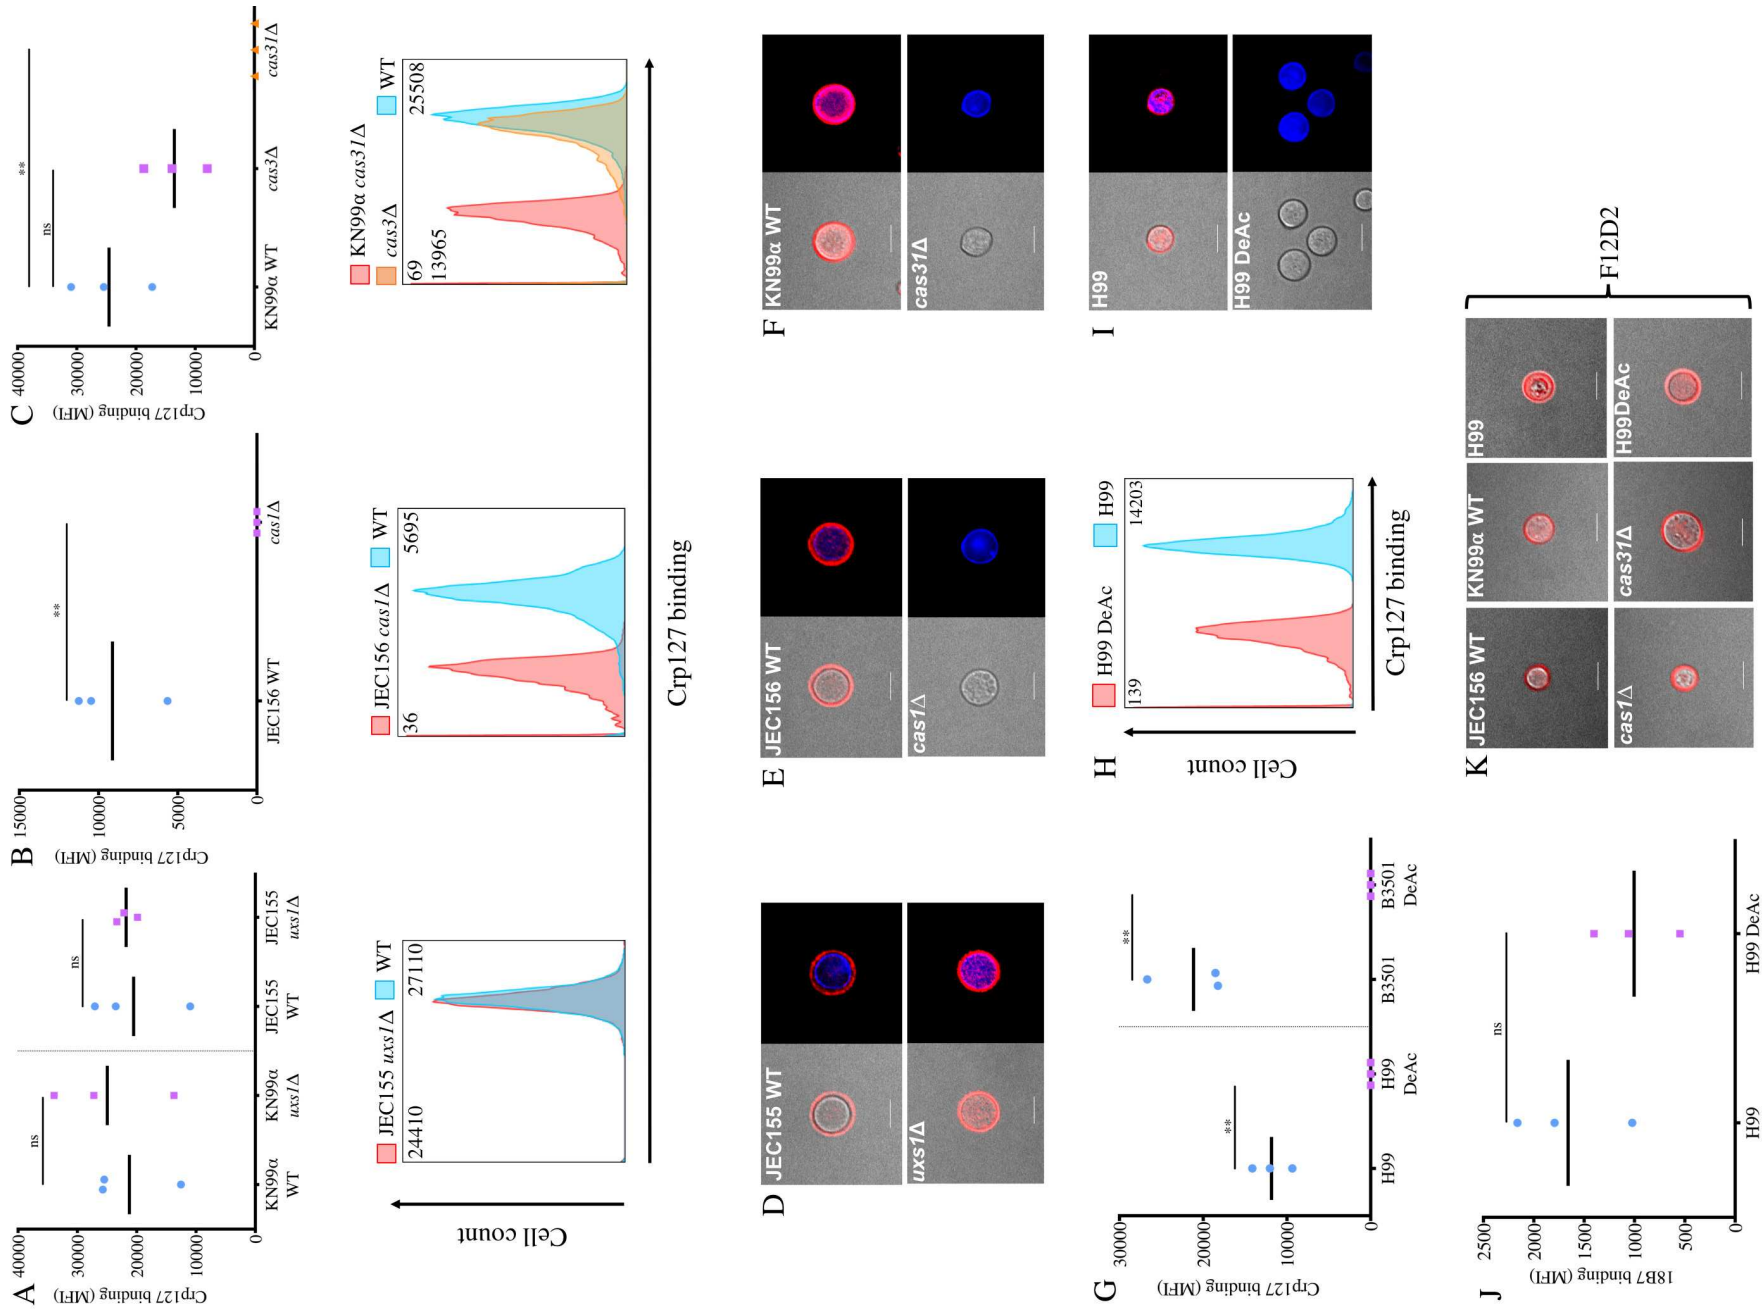 A
Crp127 binding (MFI)
40000
30000
20000
10000
0
ns
ns
KN99α
WT
KN99α
uxs1Δ
JEC155
WT
JEC155
uxs1Δ
B
Crp127 binding (MFI)
15000
10000
5000
0
**
JEC156 WT
cas1Δ
C
Crp127 binding (MFI)
40000
30000
20000
10000
0
**
ns
KN99α WT
cas3Δ
cas31Δ
Cell count
JEC155 uxs1Δ
WT
24410
27110
JEC156 cas1Δ
WT
36
5695
KN99α cas31Δ
cas3Δ
WT
69
13965
25508
Crp127 binding
D
JEC155 WT
uxs1Δ
E
JEC156 WT
cas1Δ
F
KN99α WT
cas31Δ
G
Crp127 binding (MFI)
30000
20000
10000
0
**
**
H99
H99
DeAc
B3501
B3501
DeAc
H
Cell count
H99 DeAc
H99
139
14203
Crp127 binding
I
H99
H99 DeAc
J
18B7 binding (MFI)
2500
2000
1500
1000
500
0
ns
H99
H99 DeAc
K
JEC156 WT
KN99α WT
H99
cas1Δ
cas31Δ
H99DeAc
F12D2